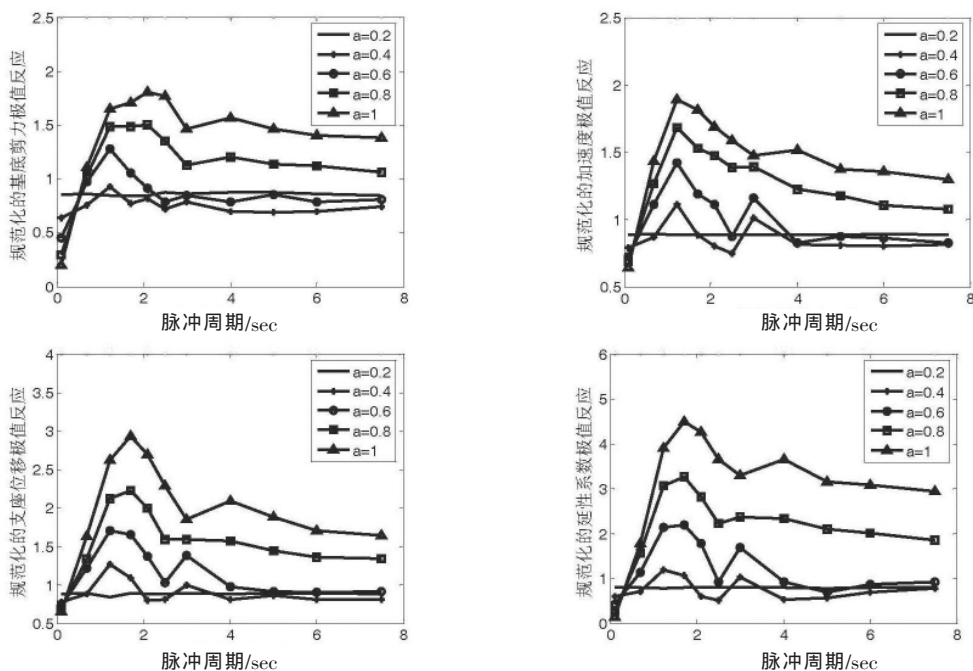 规范化的基底剪力极值反应
2.5
2
1.5
1
0.5
0
0 2 4 6 8
脉冲周期/sec
a=0.2
a=0.4
a=0.6
a=0.8
a=1
规范化的加速度极值反应
2.5
2
1.5
1
0.5
0 2 4 6 8
脉冲周期/sec
a=0.2
a=0.4
a=0.6
a=0.8
a=1
规范化的支座位移极值反应
4
3.5
3
2.5
2
1.5
1
0.5
0 2 4 6 8
脉冲周期/sec
a=0.2
a=0.4
a=0.6
a=0.8
a=1
规范化的延性系数极值反应
6
5
4
3
2
1
0
0 2 4 6 8
脉冲周期/sec
a=0.2
a=0.4
a=0.6
a=0.8
a=1